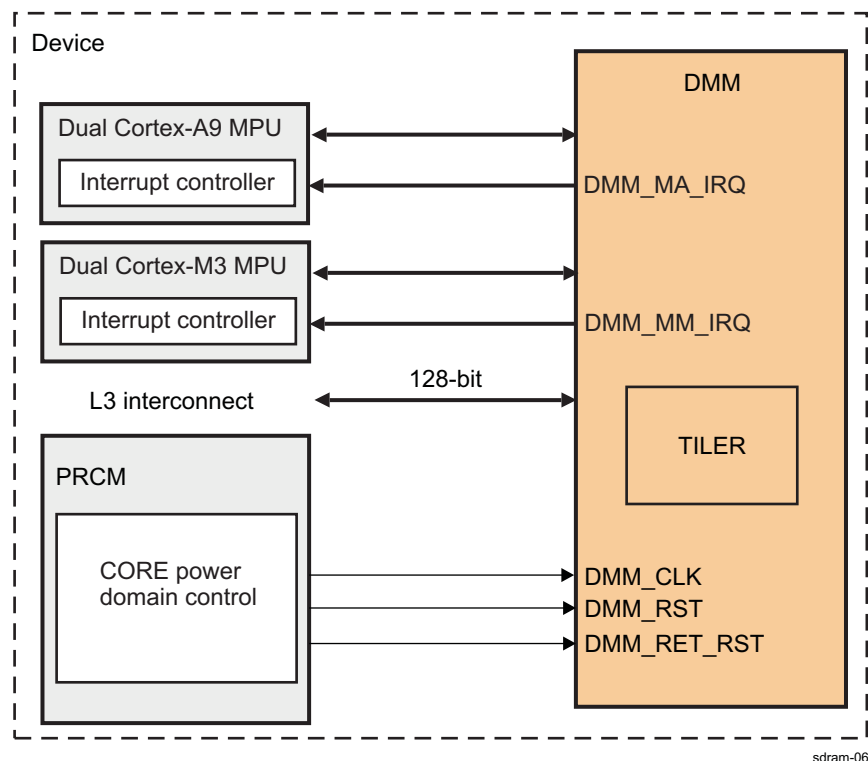 Device
DMM
Dual Cortex-A9 MPU
Interrupt controller
DMM_MA_IRQ
Dual Cortex-M3 MPU
Interrupt controller
DMM_MM_IRQ
128-bit
L3 interconnect
TILER
PRCM
CORE power
domain control
DMM_CLK
DMM_RST
DMM_RET_RST
sdram-06